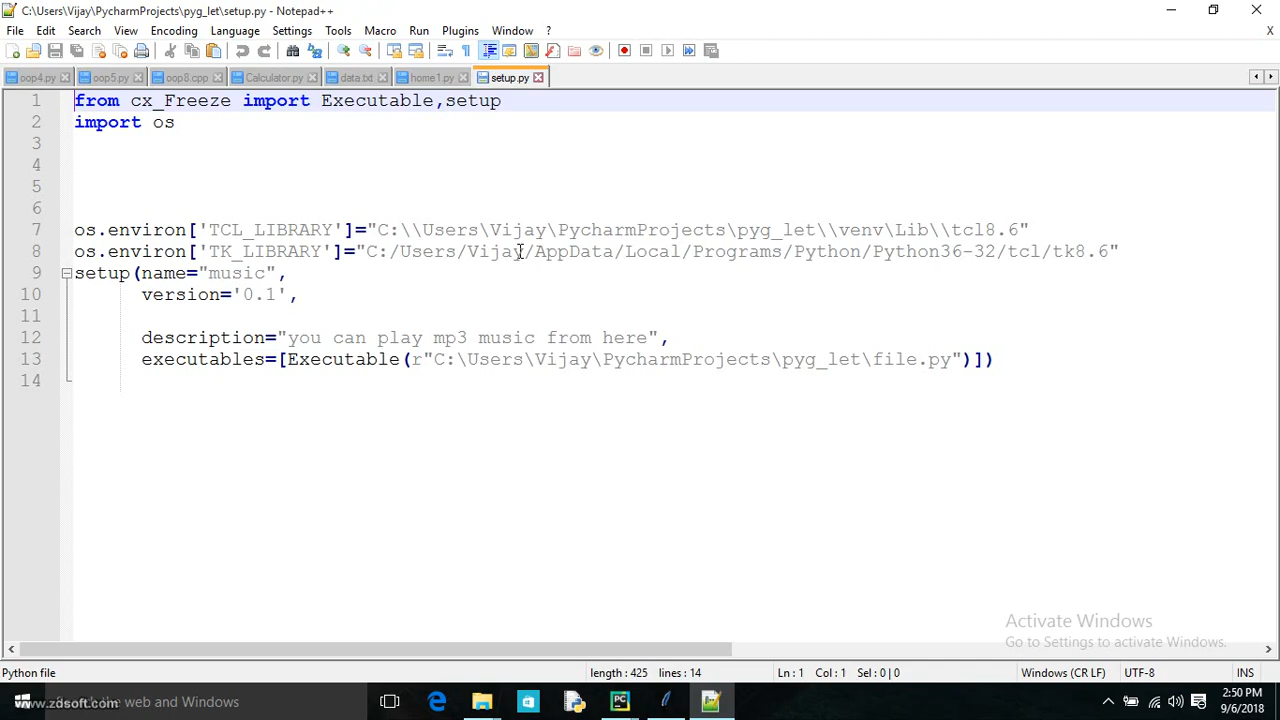 C:\Users\Vijay\PycharmProjects\pyg_let\setup.py - Notepad++
File Edit Search View Encoding Language Settings Tools Macro Run Plugins Window ? X
oop4.py oop5.py oop8.cpp Calculator.py data.txt home1.py setup.py
1 from cx_Freeze import Executable,setup
2 import os
3
4
5
6
7 os.environ['TCL_LIBRARY']="C:\\Users\Vijay\PycharmProjects\pyg_let\\venv\Lib\\tcl8.6"
8 os.environ['TK_LIBRARY']="C:/Users/Vijay/AppData/Local/Programs/Python/Python36-32/tcl/tk8.6"
9 setup(name="music",
10 version='0.1',
11
12 description="you can play mp3 music from here",
13 executables=[Executable(r"C:\Users\Vijay\PycharmProjects\pyg_let\file.py")])
14
Activate Windows
Go to Settings to activate Windows.
Python file length : 425 lines : 14 Ln : 1 Col : 1 Sel : 0 | 0 Windows (CR LF) UTF-8 INS
www.zdsoft.com the web and Windows 2:50 PM
9/6/2018